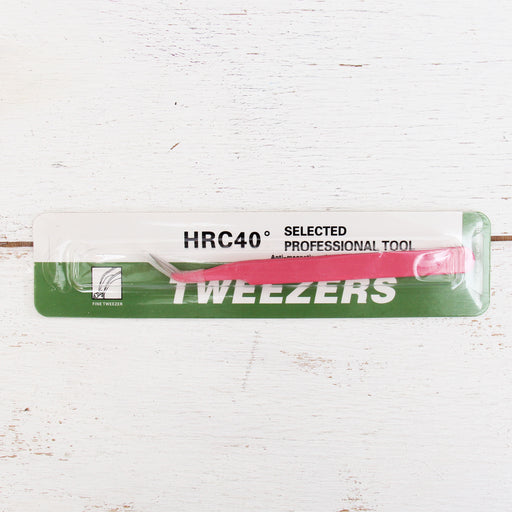 HRC40°
SELECTED
PROFESSIONAL TOOL
TWEEZERS
FINE TWEEZER